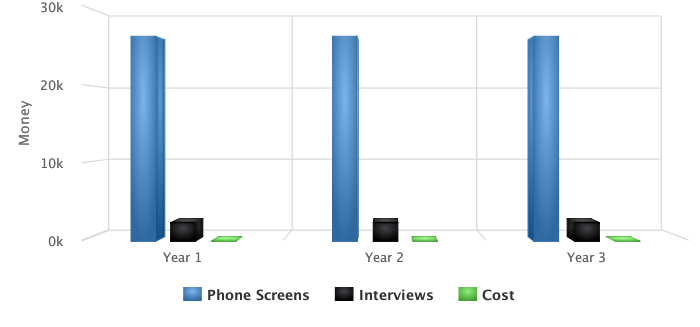 30k
20k
10k
0k
Money
Year 1 Year 2 Year 3
Phone Screens Interviews Cost